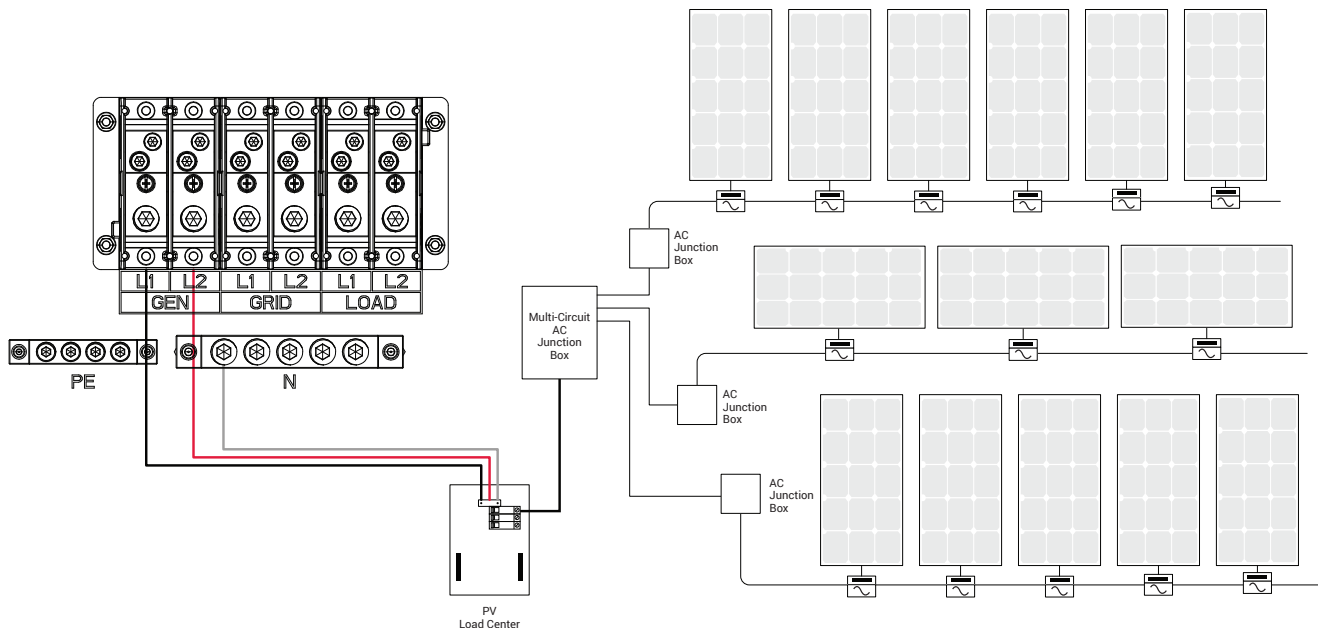 L1 L2 L1 L2 L1 L2
GEN GRID LOAD
PE
N
Multi-Circuit
AC
Junction
Box
AC
Junction
Box
AC
Junction
Box
AC
Junction
Box
PV
Load Center